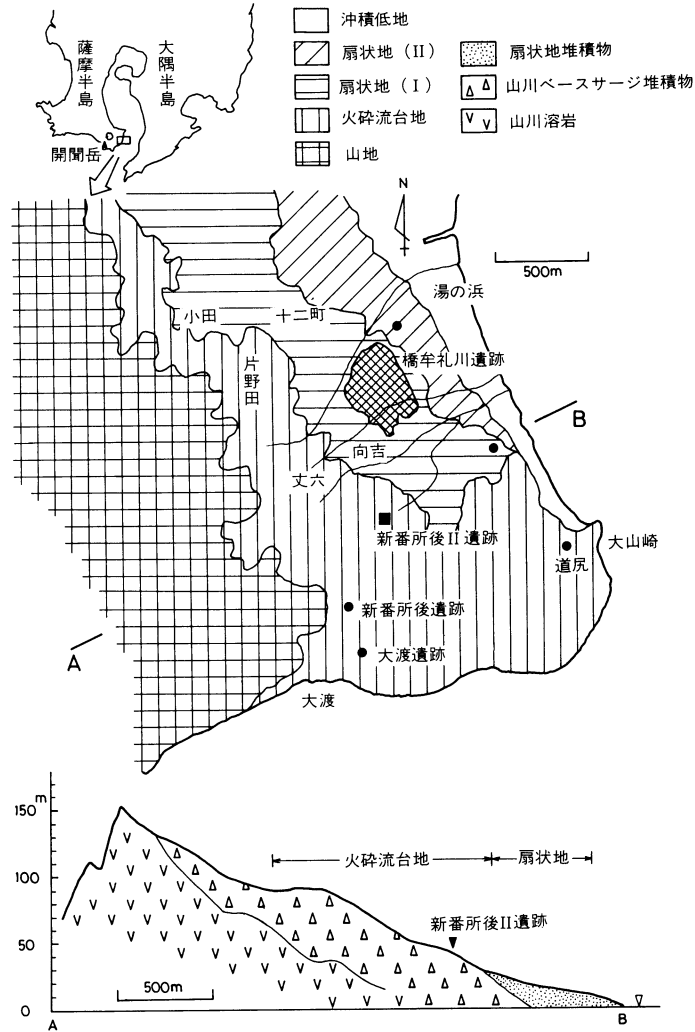 薩摩半島
大隅半島
開聞岳
沖積低地
扇状地(II)
扇状地(I)
火砕流台地
山地
扇状地堆積物
山川ベースサージ堆積物
山川溶岩
N
500m
湯の浜
小田
十二町
橋牟礼川遺跡
片野田
B
向吉
丈六
新番所後II遺跡
大山崎
道尻
新番所後遺跡
A
大渡遺跡
大渡
m
150
火砕流台地
扇状地
100
新番所後II遺跡
50
500m
0
A
B